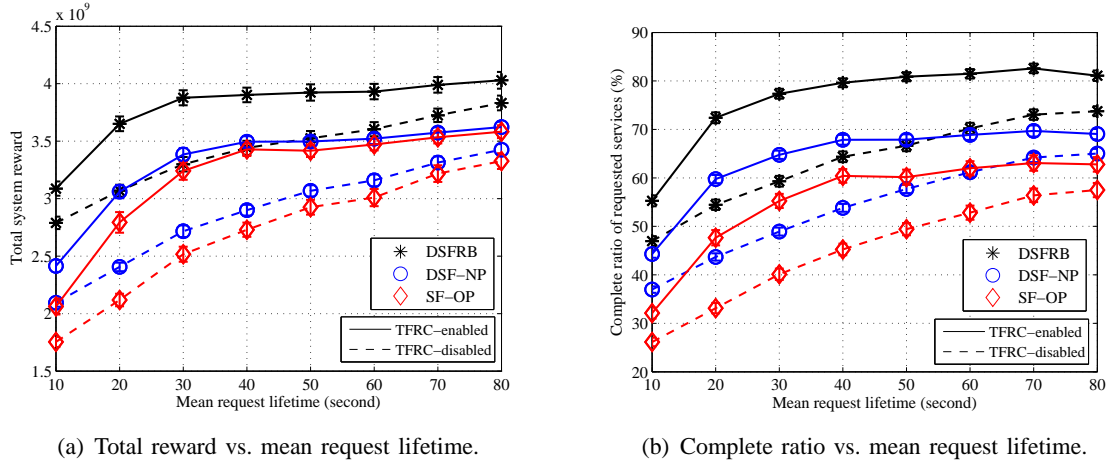 x 10^9
4.5
4
3.5
3
2.5
2
1.5
Total system reward
DSFRB
DSF−NP
SF−OP
TFRC−enabled
TFRC−disabled
10 20 30 40 50 60 70 80
Mean request lifetime (second)
(a) Total reward vs. mean request lifetime.
90
80
70
60
50
40
30
20
Complete ratio of requested services (%)
DSFRB
DSF−NP
SF−OP
TFRC−enabled
TFRC−disabled
10 20 30 40 50 60 70 80
Mean request lifetime (second)
(b) Complete ratio vs. mean request lifetime.